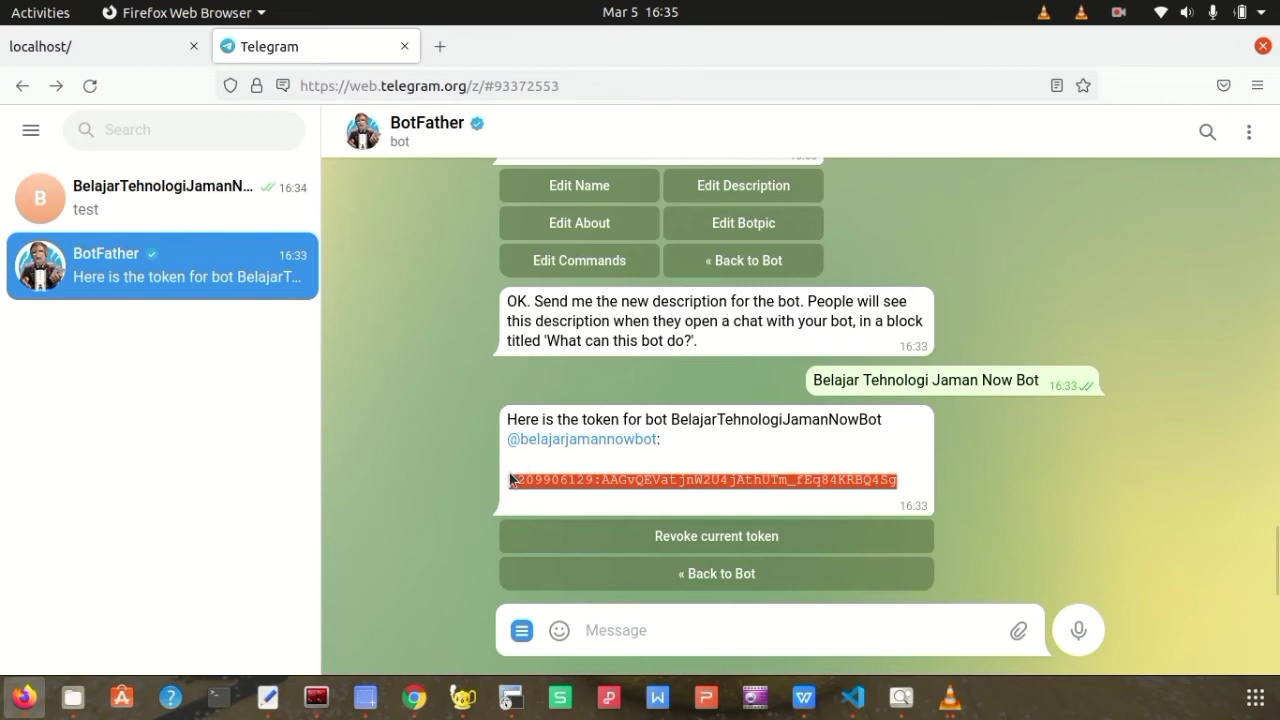 Activities
Firefox Web Browser
Mar 5 16:35
localhost/
Telegram
https://web.telegram.org/z/#93372553
Search
BotFather
bot
BelajarTehnologiJamanN...
16:34
test
BotFather
16:33
Here is the token for bot BelajarT...
Edit Name
Edit Description
Edit About
Edit Botpic
Edit Commands
« Back to Bot
OK. Send me the new description for the bot. People will see
this description when they open a chat with your bot, in a block
titled 'What can this bot do?'.
16:33
Belajar Tehnologi Jaman Now Bot
16:33
Here is the token for bot BelajarTehnologiJamanNowBot
@belajarjamannowbot:
16:33
Revoke current token
« Back to Bot
Message